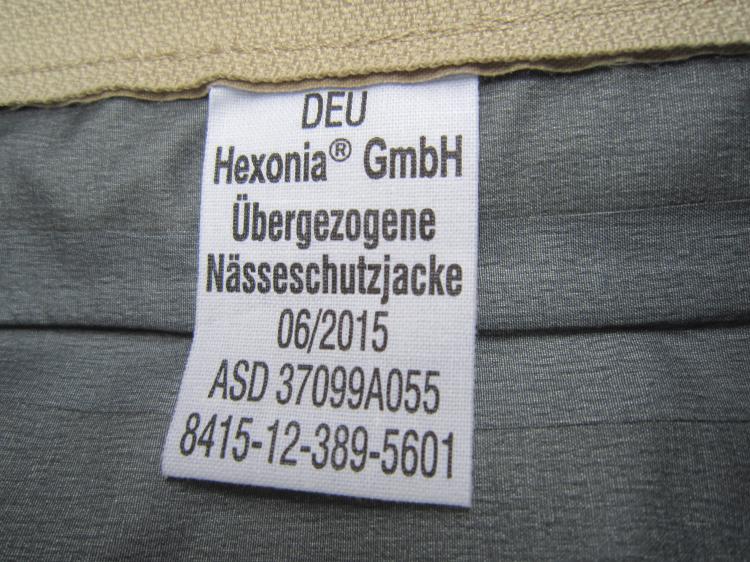 DEU
Hexonia® GmbH
Übergezogene
Nässeschutzjacke
06/2015
ASD 37099A055
8415-12-389-5601